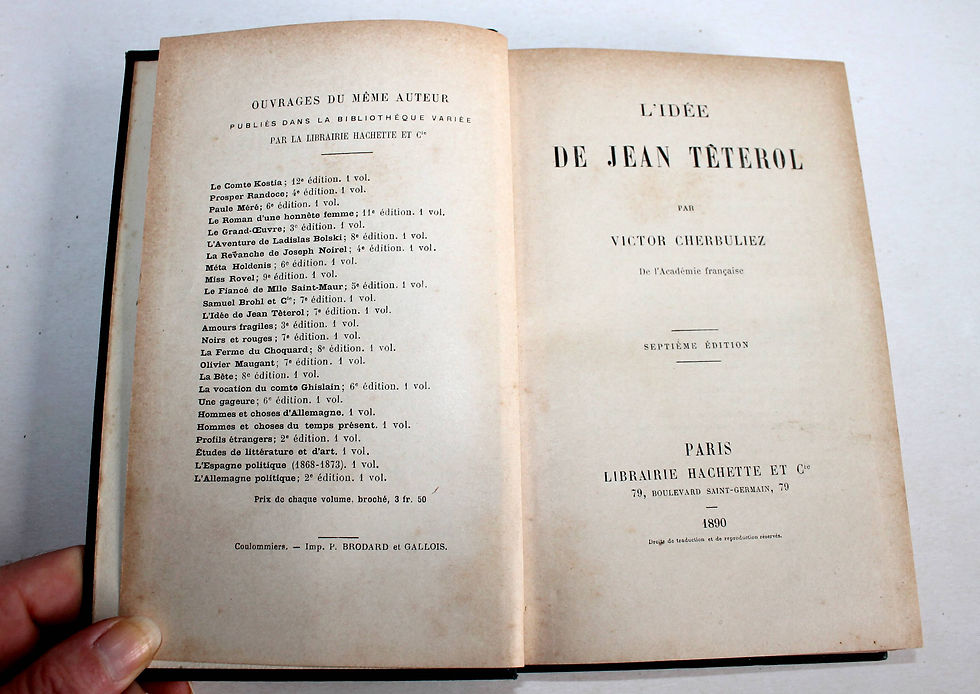 OUVRAGES DU MÊME AUTEUR
PUBLIÉS DANS LA BIBLIOTHÈQUE VARIÉE
PAR LA LIBRAIRIE HACHETTE ET Cie
Le Comte Kostia; 12e édition. 1 vol.
Prosper Randoce; 4e édition. 1 vol.
Paule Méré; 6e édition. 1 vol.
Le Roman d'une honnête femme; 11e édition. 1 vol.
Le Grand-Œuvre; 3e édition. 1 vol.
L'Aventure de Ladislas Bolski; 8e édition. 1 vol.
La Revanche de Joseph Noirel; 4e édition. 1 vol.
Méta Holdenis; 6e édition. 1 vol.
Miss Rovel; 9e édition. 1 vol.
Le Fiancé de Mlle Saint-Maur; 5e édition. 1 vol.
Samuel Brohl et Cie; 7e édition. 1 vol.
L'Idée de Jean Têterol; 7e édition. 1 vol.
Amours fragiles; 3e édition. 1 vol.
Noirs et rouges; 7e édition. 1 vol.
La Ferme du Choquard; 8e édition. 1 vol.
Olivier Maugant; 7e édition. 1 vol.
La Bête; 8e édition. 1 vol.
La vocation du comte Ghislain; 6e édition. 1 vol.
Une gageure; 6e édition. 1 vol.
Hommes et choses d'Allemagne. 1 vol.
Hommes et choses du temps présent. 1 vol.
Profils étrangers; 2e édition. 1 vol.
Études de littérature et d'art. 1 vol.
L'Espagne politique (1868-1873). 1 vol.
L'Allemagne politique; 2e édition. 1 vol.
Prix de chaque volume, broché, 3 fr. 50
Coulommiers. — Imp. P. BRODARD et GALLOIS.
L'IDÉE
DE JEAN TÊTEROL
PAR
VICTOR CHERBULIEZ
De l'Académie française
SEPTIÈME ÉDITION
PARIS
LIBRAIRIE HACHETTE ET Cie
79, BOULEVARD SAINT-GERMAIN, 79
1890
Droits de traduction et de reproduction réservés.